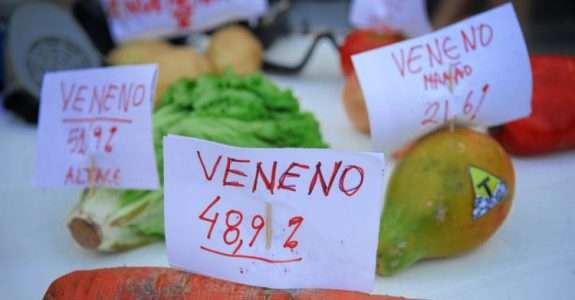 VENENO
51,9%
ALFACE
VENENO
MAMÃO
21,6%
VENENO
48,9%
T